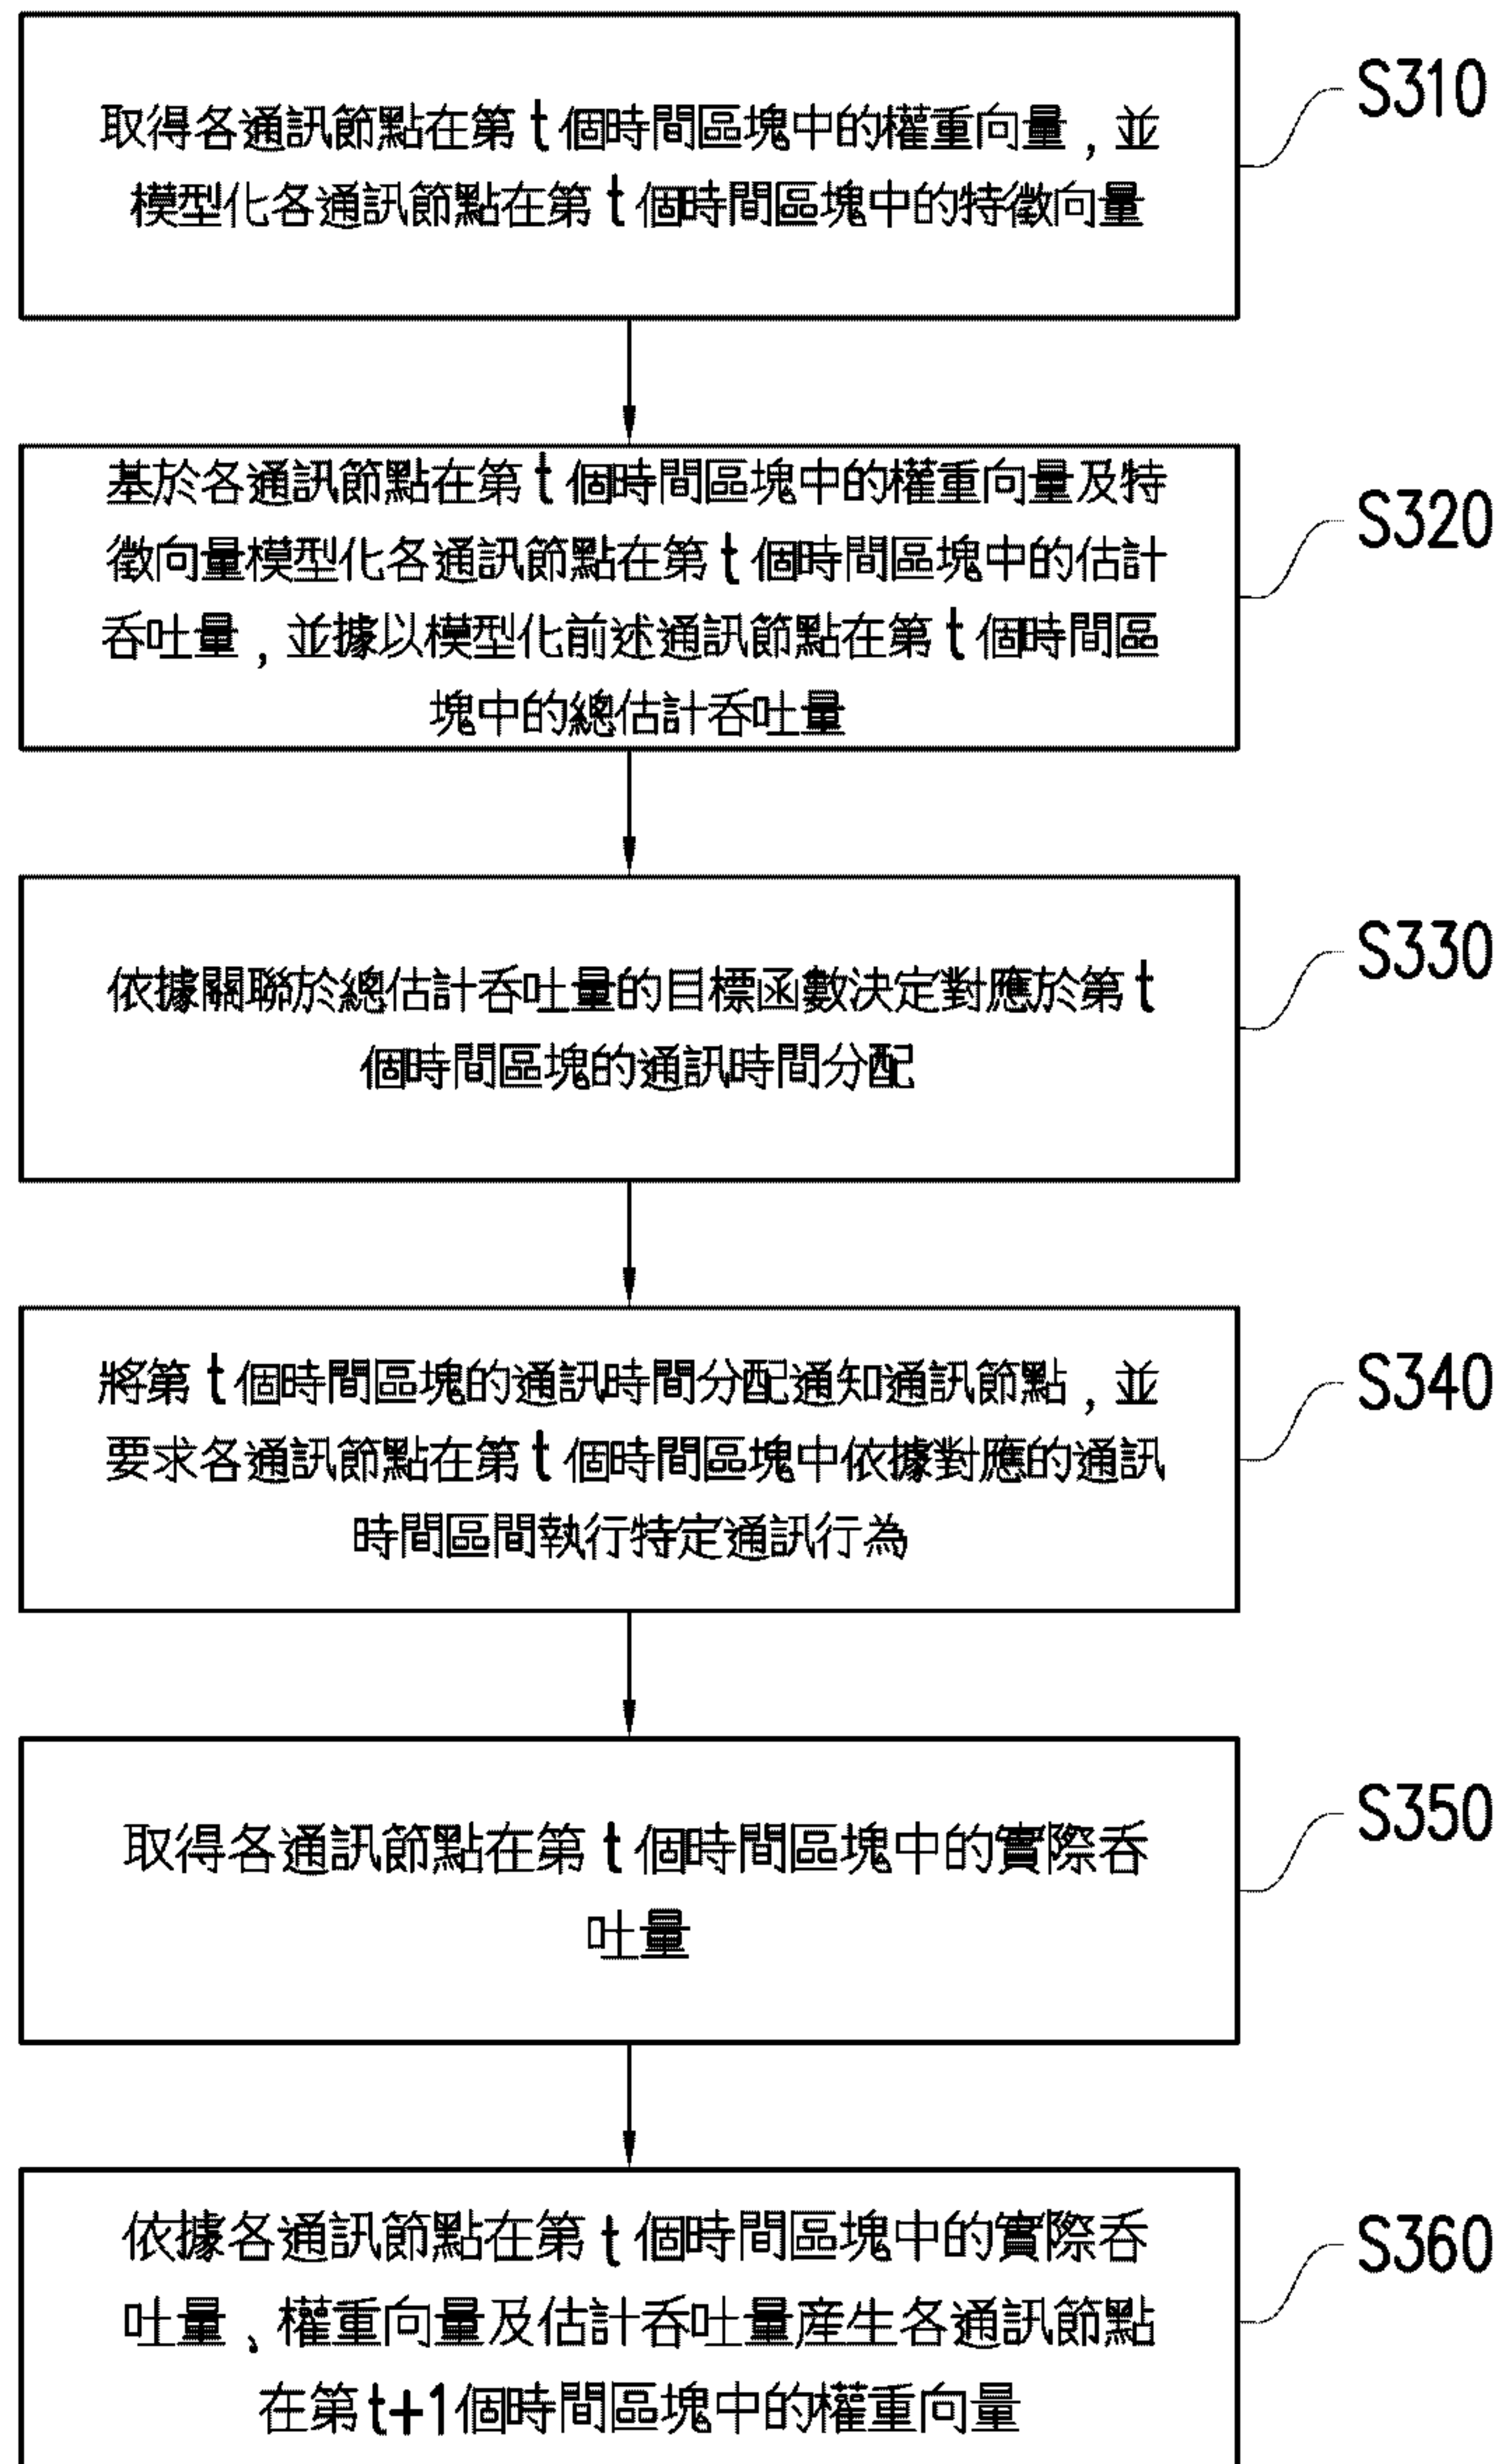 取得各通訊節點在第t個時間區塊中的權重向量，並
模型化各通訊節點在第t個時間區塊中的特徵向量
S310
基於各通訊節點在第t個時間區塊中的權重向量及特
徵向量模型化各通訊節點在第t個時間區塊中的估計
吞吐量，並據以模型化前述通訊節點在第t個時間區
塊中的總估計吞吐量
S320
依據關聯於總估計吞吐量的目標函數決定對應於第t
個時間區塊的通訊時間分配
S330
將第t個時間區塊的通訊時間分配通知通訊節點，並
要求各通訊節點在第t個時間區塊中依據對應的通訊
時間區間執行特定通訊行為
S340
取得各通訊節點在第t個時間區塊中的實際吞
吐量
S350
依據各通訊節點在第t個時間區塊中的實際吞
吐量、權重向量及估計吞吐量產生各通訊節點
在第t+1個時間區塊中的權重向量
S360